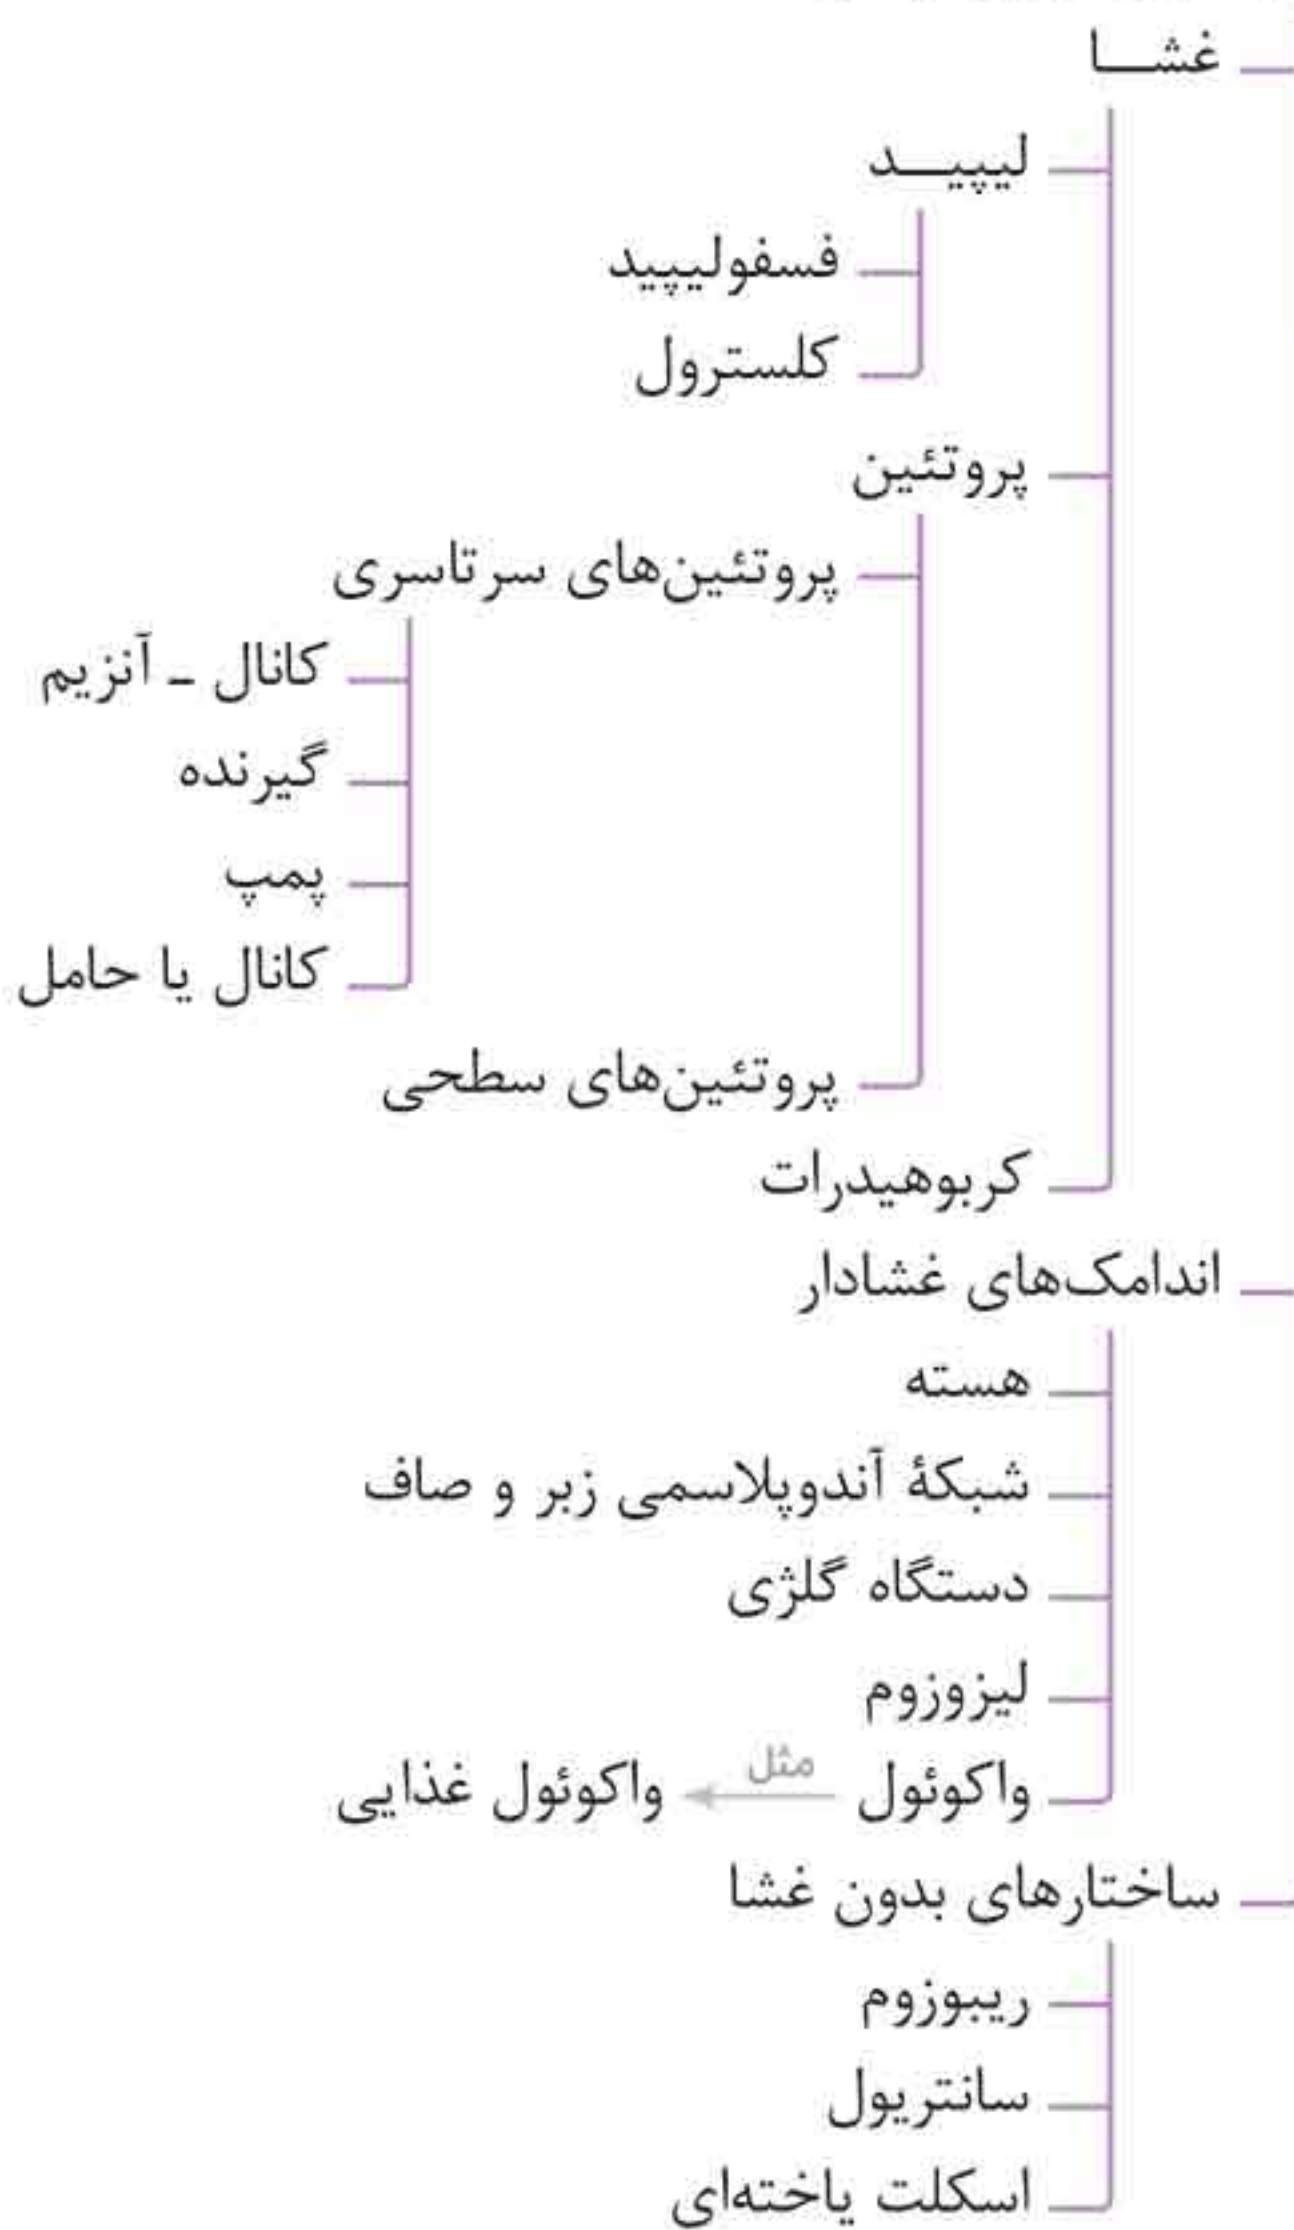 غشا
لیپید
فسفولیپید
کلسترول
پروتئین
پروتئین‌های سرتاسری
کانال - آنزیم
گیرنده
پمپ
کانال یا حامل
پروتئین‌های سطحی
کربوهیدرات
اندامک‌های غشادار
هسته
شبکهٔ آندوپلاسمی زبر و صاف
دستگاه گلژی
لیزوزوم
واکوئول مثل واکوئول غذایی
ساختارهای بدون غشا
ریبوزوم
سانتریول
اسکلت یاخته‌ای